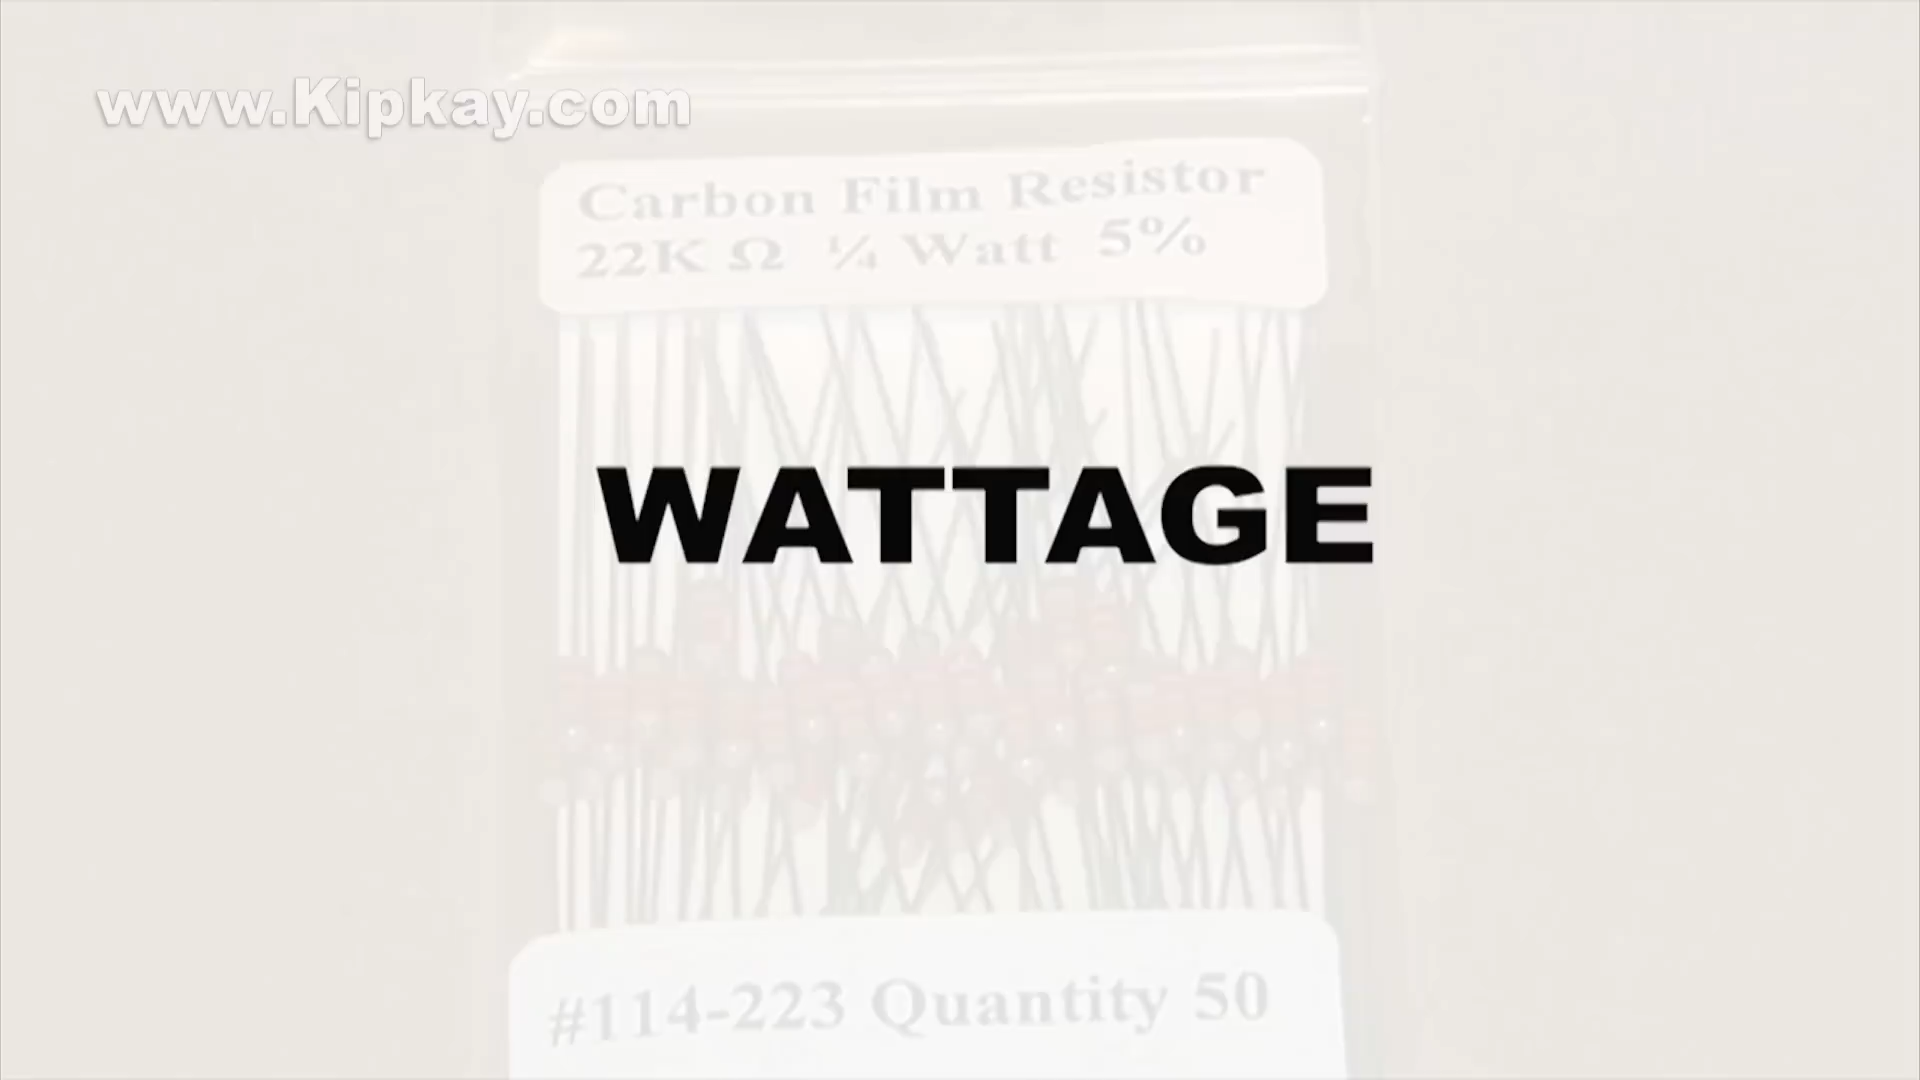 www.Kipkay.com
Carbon Film Resistor
22K Ω ¼ Watt 5%
WATTAGE
#114-223 Quantity 50